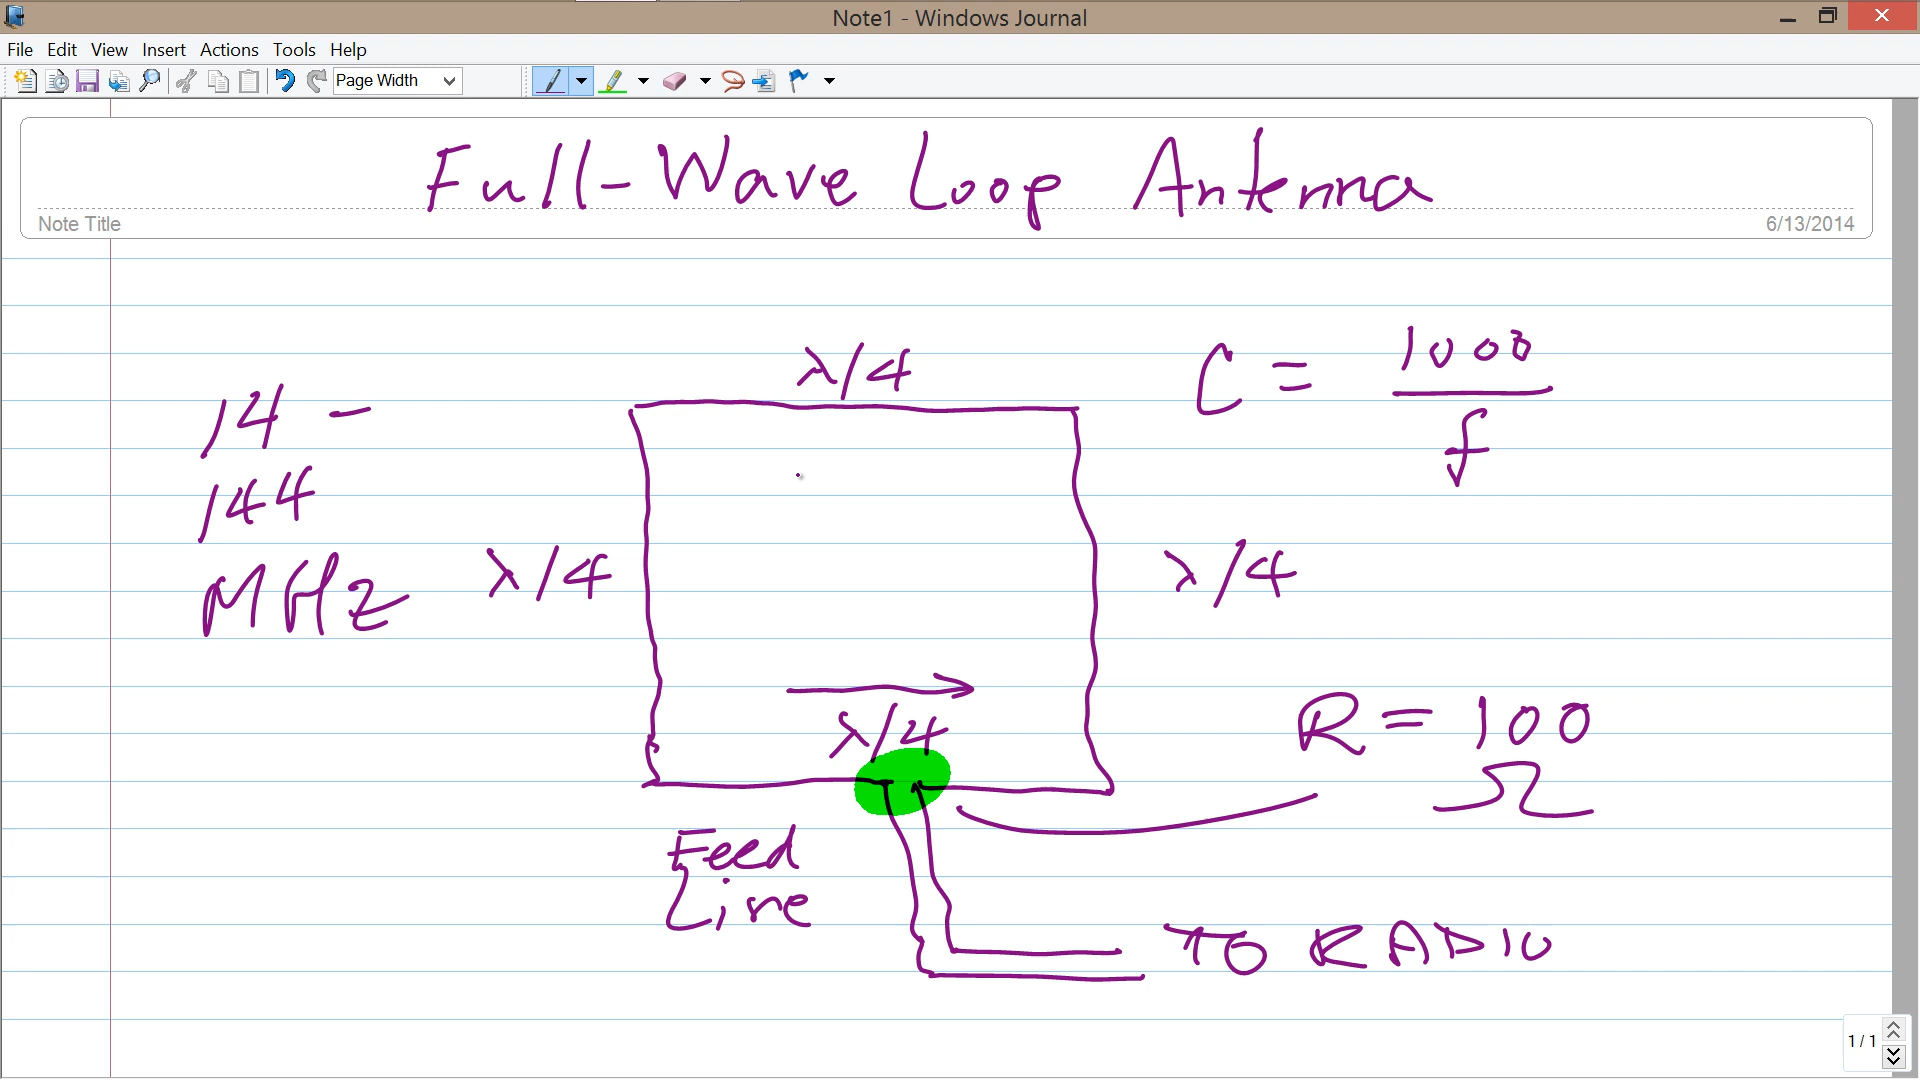 Note1 - Windows Journal
File Edit View Insert Actions Tools Help
Page Width
Full-Wave Loop Antenna
Note Title
6/13/2014
λ/4
C = 1000
f
14 -
144
MHz
λ/4
λ/4
λ/4
R = 100
Ω
Feed
Line
TO RADIO
1 / 1